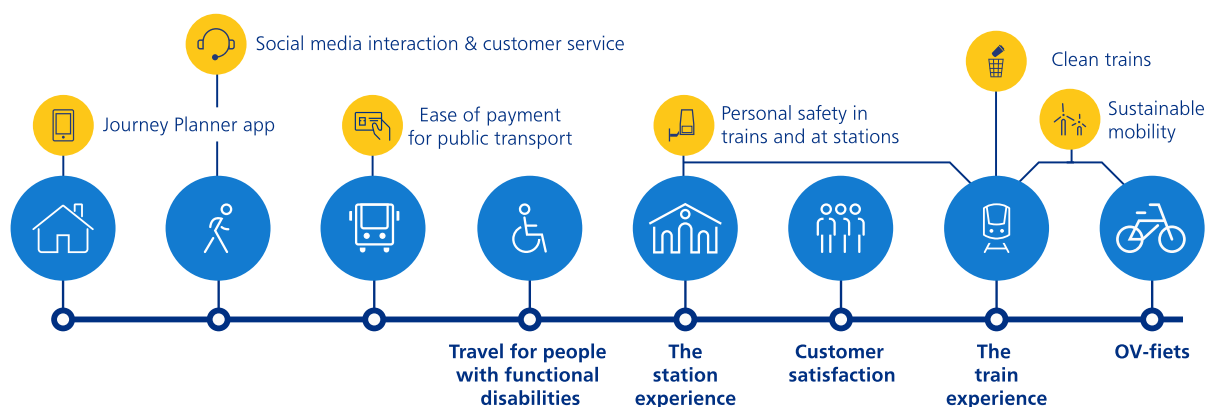 Social media interaction & customer service
Journey Planner app
Ease of payment
for public transport
Personal safety in
trains and at stations
Clean trains
Sustainable
mobility
Travel for people
with functional
disabilities
The
station
experience
Customer
satisfaction
The
train
experience
OV-fiets